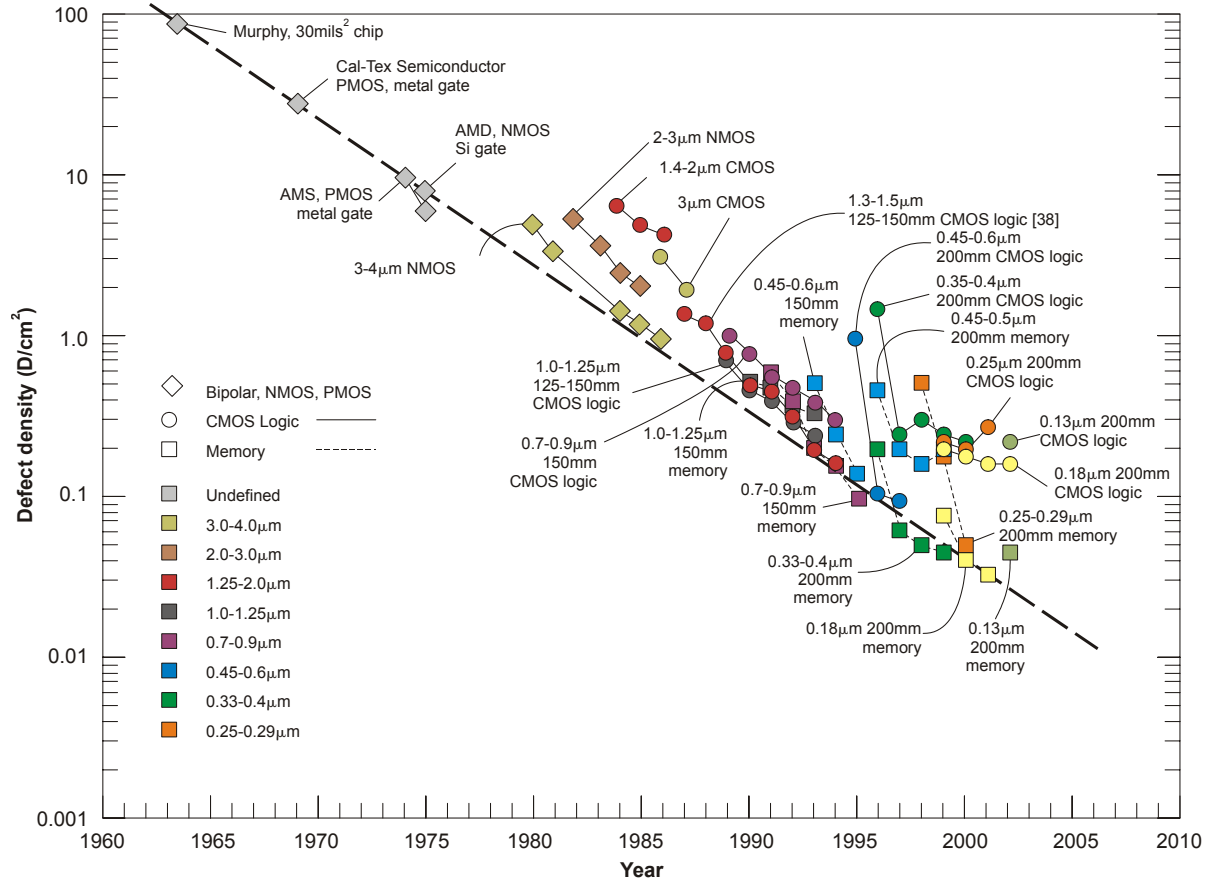 100
10
1.0
0.1
0.01
0.001
Defect density (D/cm²)
1960
1965
1970
1975
1980
1985
1990
1995
2000
2005
2010
Year
Murphy, 30mils² chip
Cal-Tex Semiconductor
PMOS, metal gate
AMD, NMOS
Si gate
AMS, PMOS
metal gate
3-4μm NMOS
2-3μm NMOS
1.4-2μm CMOS
3μm CMOS
1.3-1.5μm
125-150mm CMOS logic [38]
0.45-0.6μm
200mm CMOS logic
0.35-0.4μm
200mm CMOS logic
0.45-0.5μm
200mm memory
0.25μm 200mm
CMOS logic
0.13μm 200mm
CMOS logic
0.18μm 200mm
CMOS logic
0.45-0.6μm
150mm
memory
1.0-1.25μm
125-150mm
CMOS logic
0.7-0.9μm
150mm
CMOS logic
1.0-1.25μm
150mm
memory
0.7-0.9μm
150mm
memory
0.33-0.4μm
200mm
memory
0.25-0.29μm
200mm memory
0.18μm 200mm
memory
0.13μm
200mm
memory
Bipolar, NMOS, PMOS
CMOS Logic
Memory
Undefined
3.0-4.0μm
2.0-3.0μm
1.25-2.0μm
1.0-1.25μm
0.7-0.9μm
0.45-0.6μm
0.33-0.4μm
0.25-0.29μm